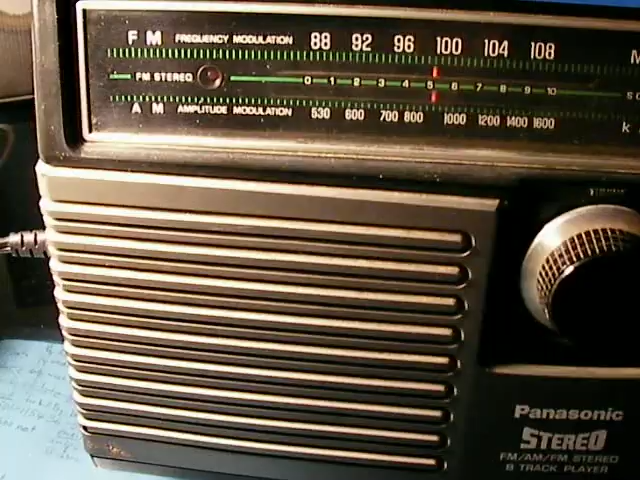 FM FREQUENCY MODULATION 88 92 96 100 104 108 M
FM STEREO 0 1 2 3 4 5 6 7 8 9 10
AM AMPLITUDE MODULATION 530 600 700 800 1000 1200 1400 1600 k
Panasonic
STEREO
FM/AM/FM STEREO
8 TRACK PLAYER